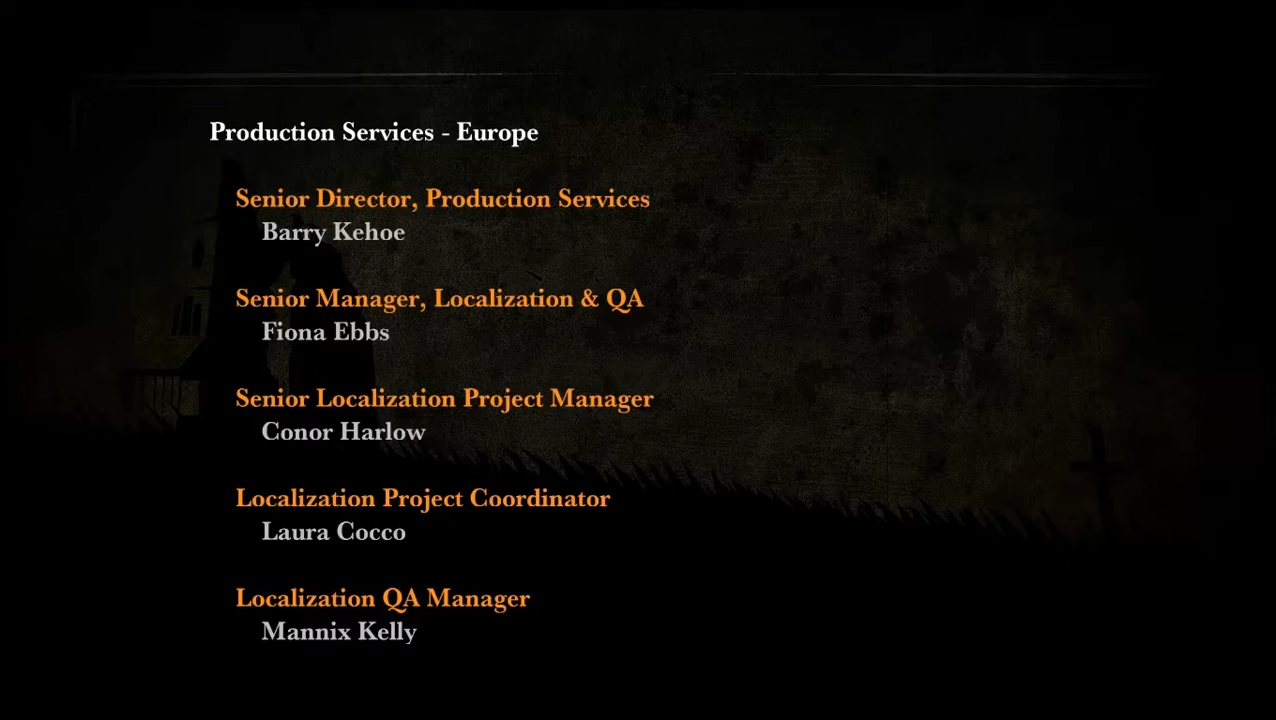 Production Services - Europe
Senior Director, Production Services
Barry Kehoe
Senior Manager, Localization & QA
Fiona Ebbs
Senior Localization Project Manager
Conor Harlow
Localization Project Coordinator
Laura Cocco
Localization QA Manager
Mannix Kelly